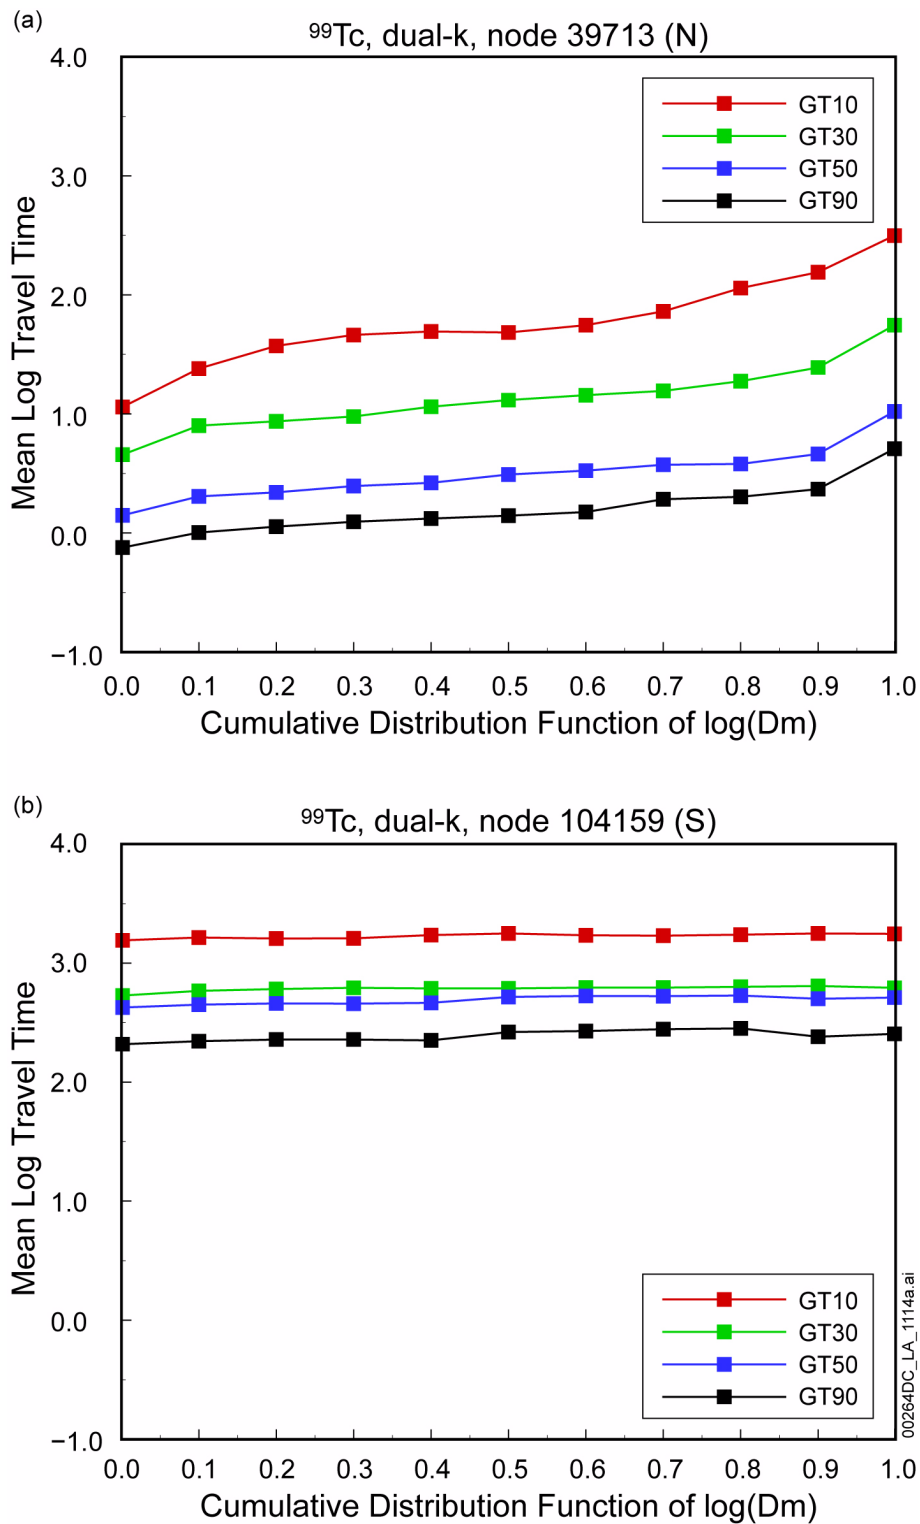 (a)
⁹⁹Tc, dual-k, node 39713 (N)
4.0
3.0
2.0
1.0
0.0
−1.0
Mean Log Travel Time
GT10
GT30
GT50
GT90
0.0 0.1 0.2 0.3 0.4 0.5 0.6 0.7 0.8 0.9 1.0
Cumulative Distribution Function of log(Dm)
(b)
⁹⁹Tc, dual-k, node 104159 (S)
4.0
3.0
2.0
1.0
0.0
−1.0
Mean Log Travel Time
GT10
GT30
GT50
GT90
0.0 0.1 0.2 0.3 0.4 0.5 0.6 0.7 0.8 0.9 1.0
Cumulative Distribution Function of log(Dm)
00264DC_LA_1114a.ai